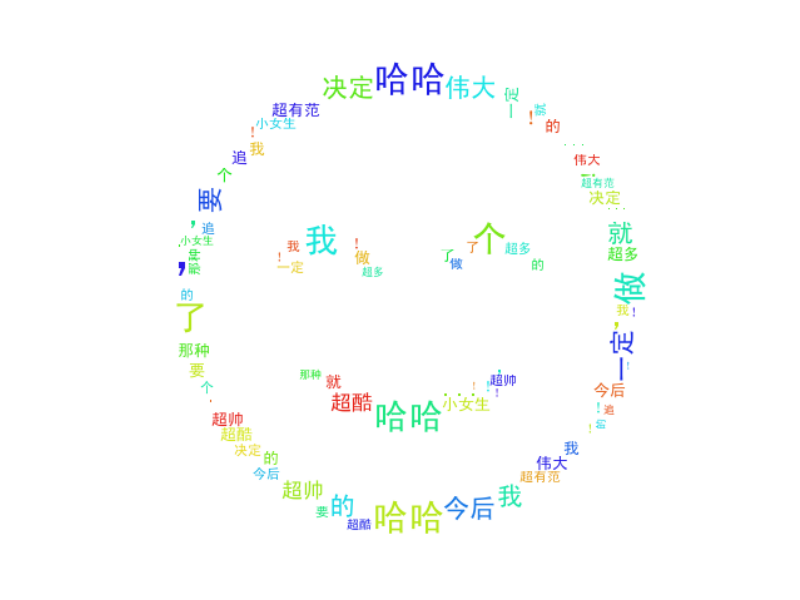 哈哈
决定
伟大
一定
就
!
超有范
小女生
的
!
追
我
伟大
个
超有范
要
决定
,
追
我
个
就
小女生
我
!
了
超多
超多
,
!
做
做
的
一定
超多
的
做
了
我
!
,
一定
那种
要
那种
就
超帅
今后
个
超酷
哈哈
小女生
!
追
超帅
超酷
决定
的
我
今后
伟大
超有范
超帅
要
的
超酷
哈哈
今后
我